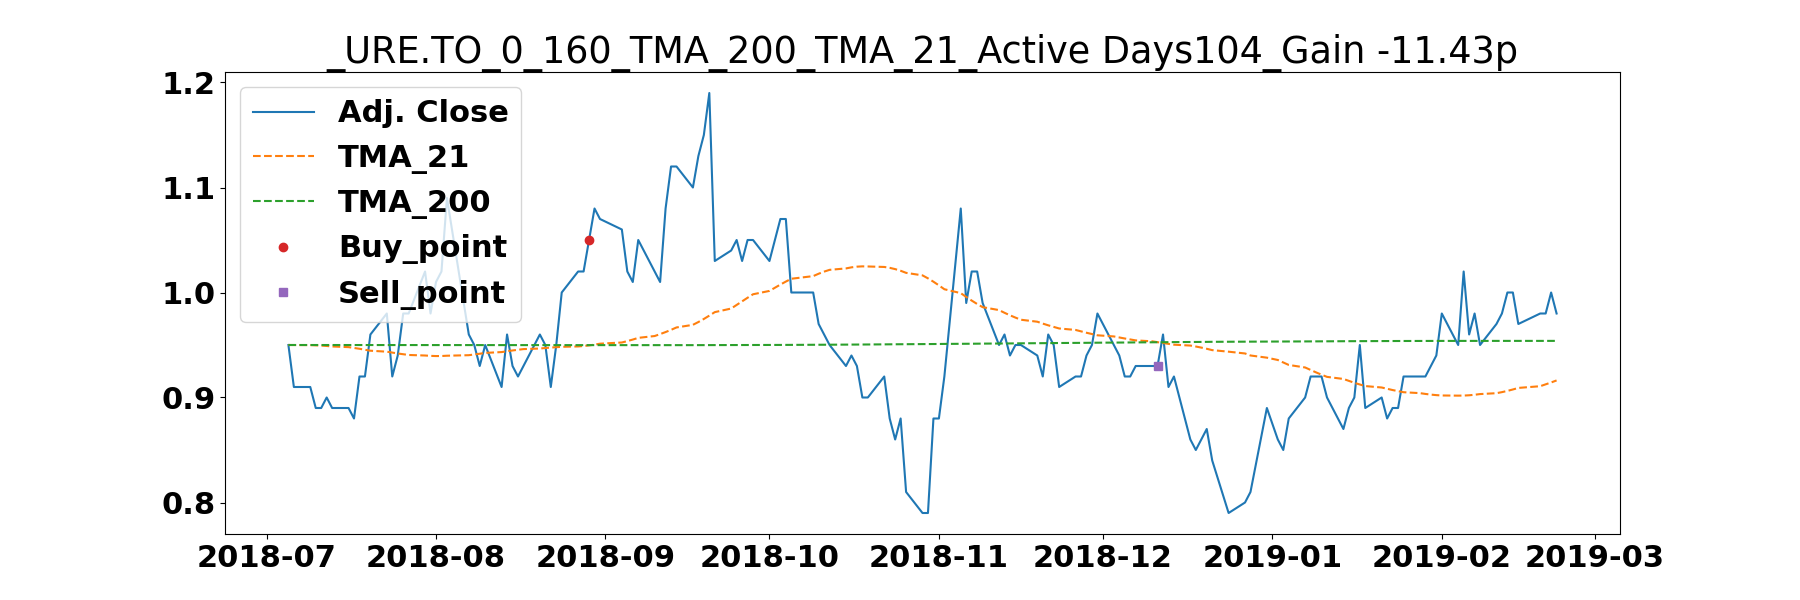 _URE.TO_0_160_TMA_200_TMA_21_Active Days104_Gain -11.43p
1.2
1.1
1.0
0.9
0.8
Adj. Close
TMA_21
TMA_200
Buy_point
Sell_point
2018-07 2018-08 2018-09 2018-10 2018-11 2018-12 2019-01 2019-02 2019-03